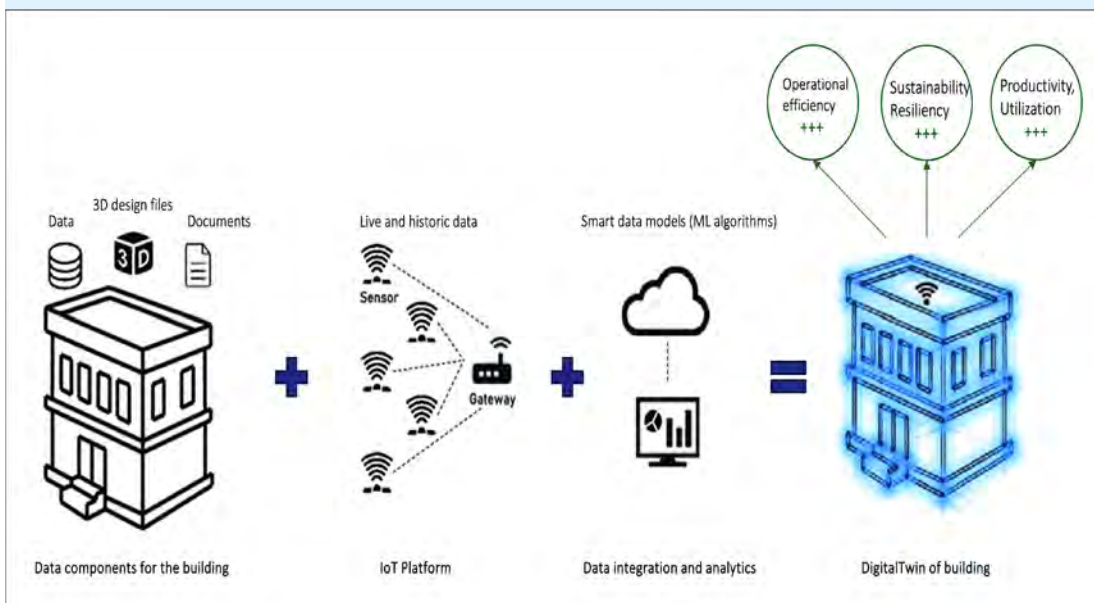 Operational
efficiency
+++
Sustainability
Resiliency
+++
Productivity,
Utilization
+++
3D design files
Data
Documents
3D
Live and historic data
Sensor
Gateway
Smart data models (ML algorithms)
Data components for the building
IoT Platform
Data integration and analytics
DigitalTwin of building